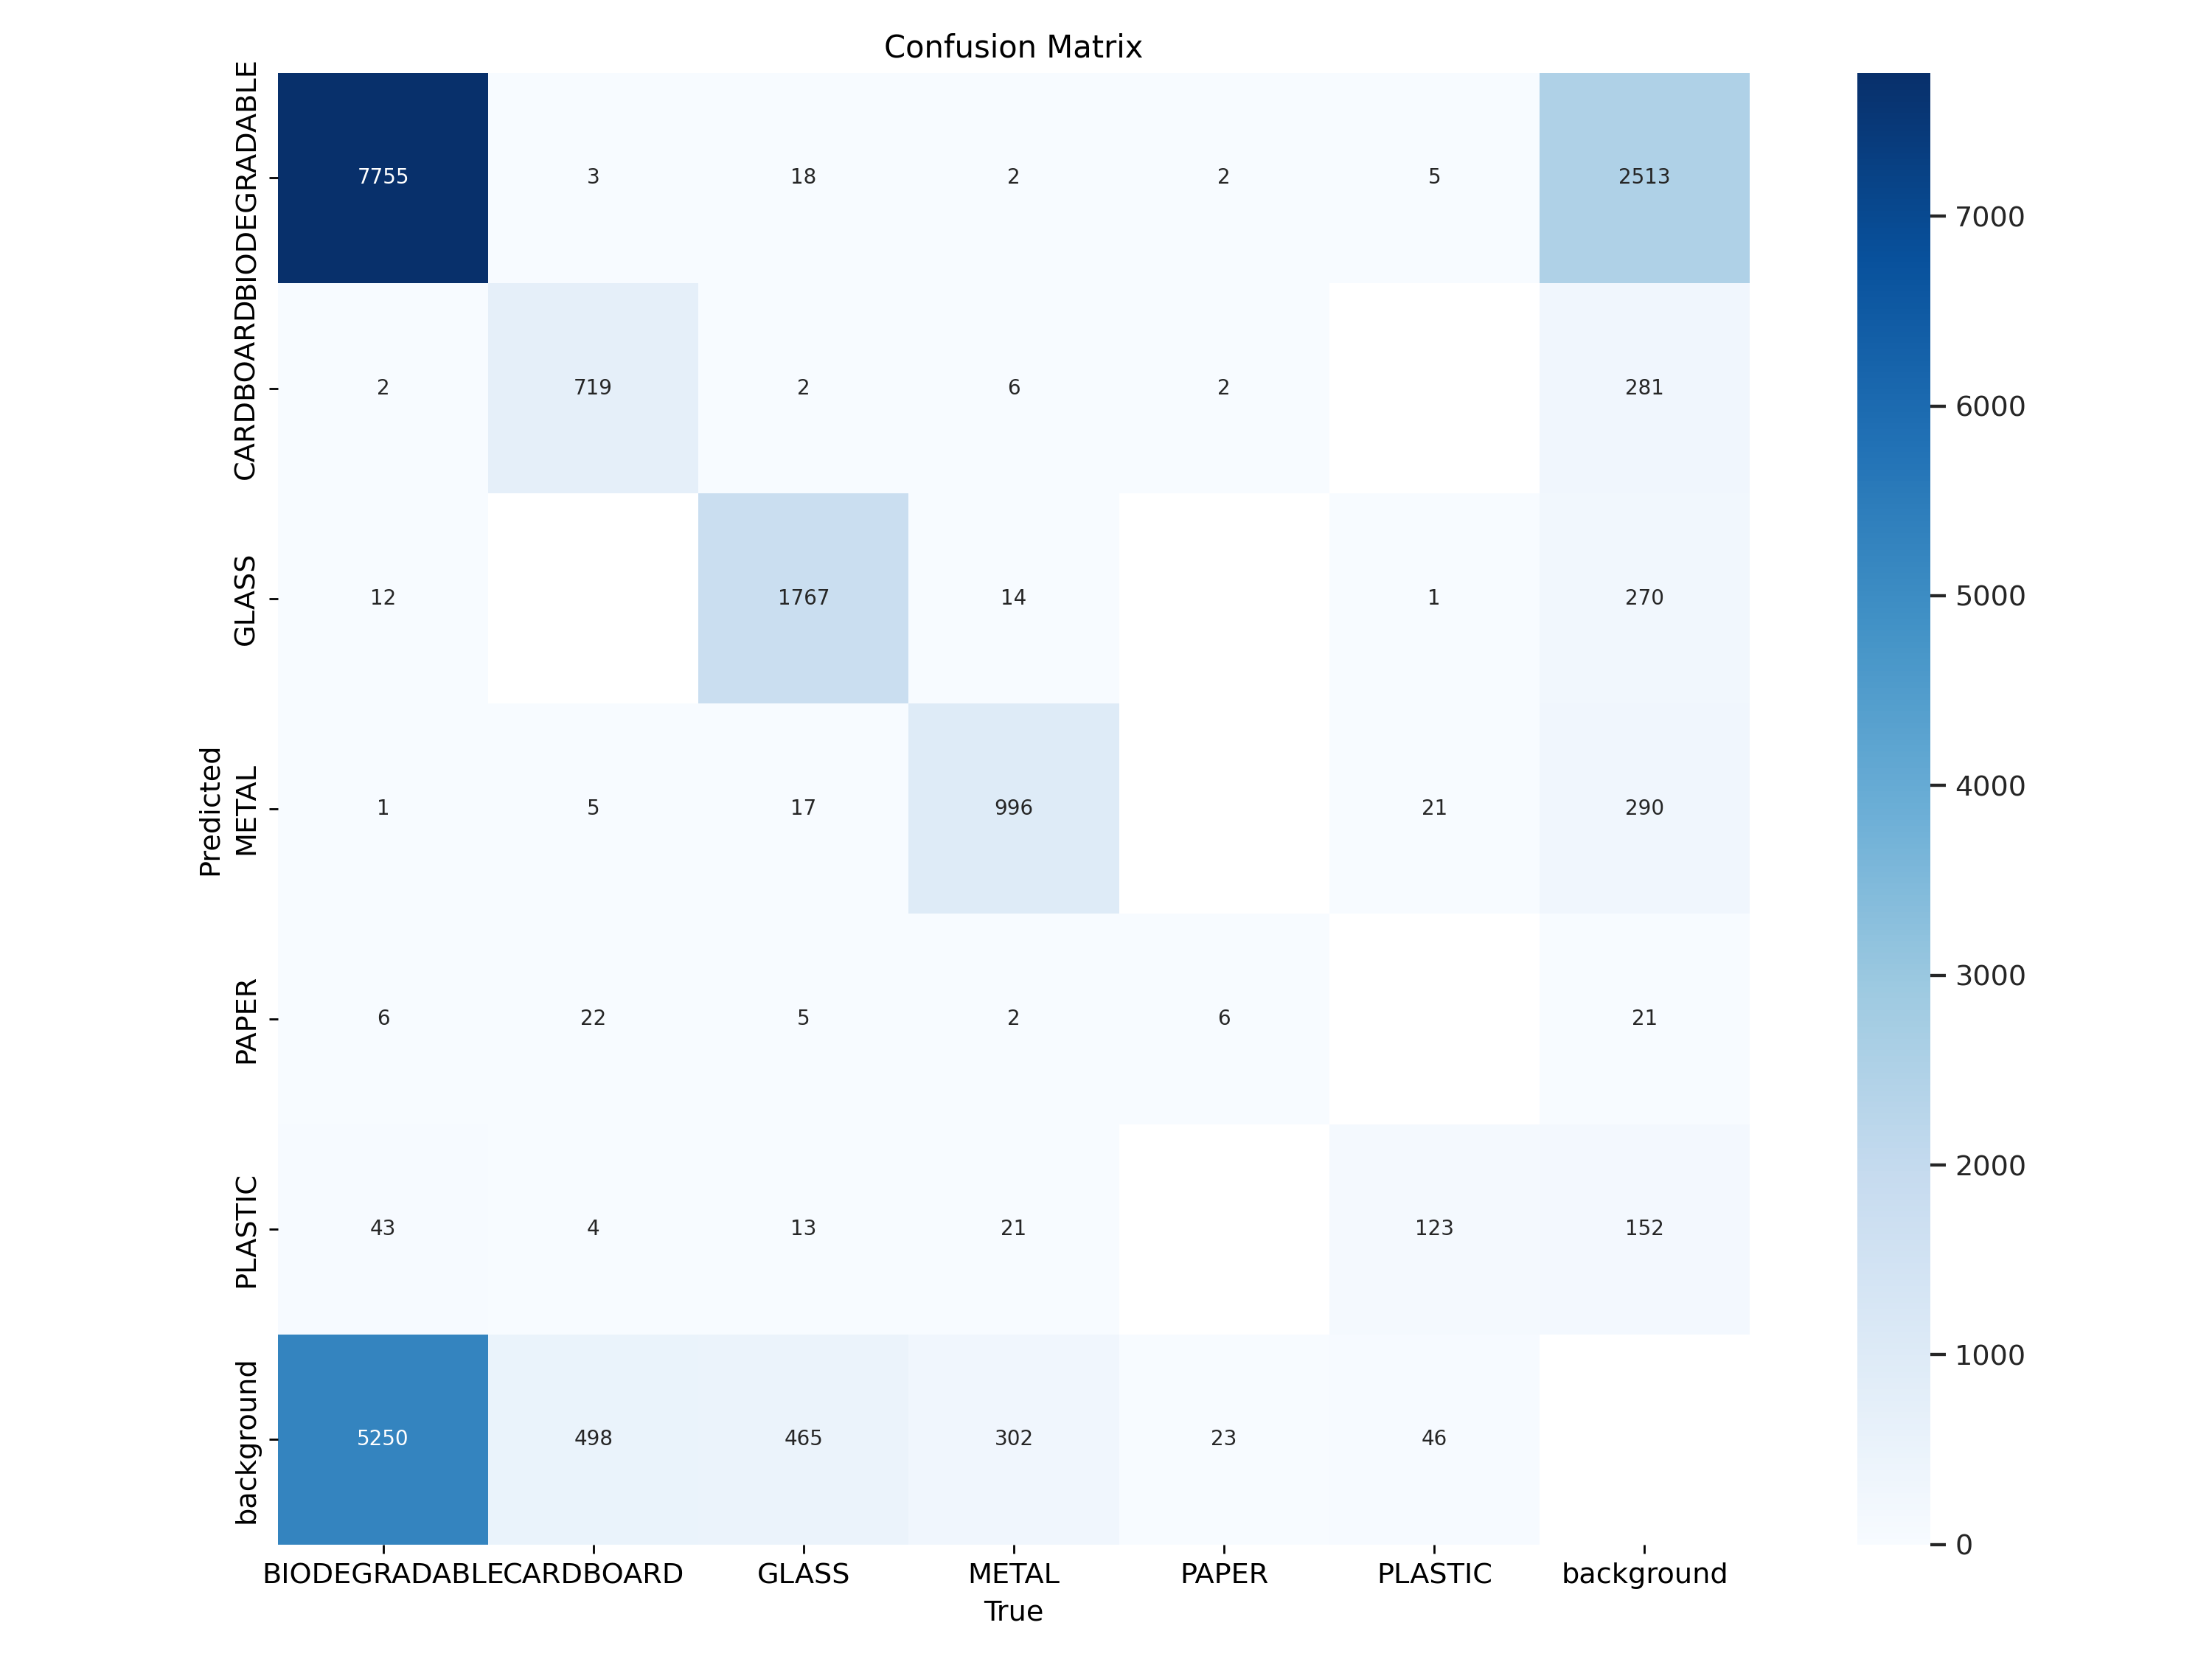 Confusion Matrix
Predicted
BIODEGRADABLE
7755 3 18 2 2 5 2513
CARDBOARD
2 719 2 6 2 281
GLASS
12 1767 14 1 270
METAL
1 5 17 996 21 290
PAPER
6 22 5 2 6 21
PLASTIC
43 4 13 21 123 152
background
5250 498 465 302 23 46
BIODEGRADABLE CARDBOARD GLASS METAL PAPER PLASTIC background
True
7000
6000
5000
4000
3000
2000
1000
0